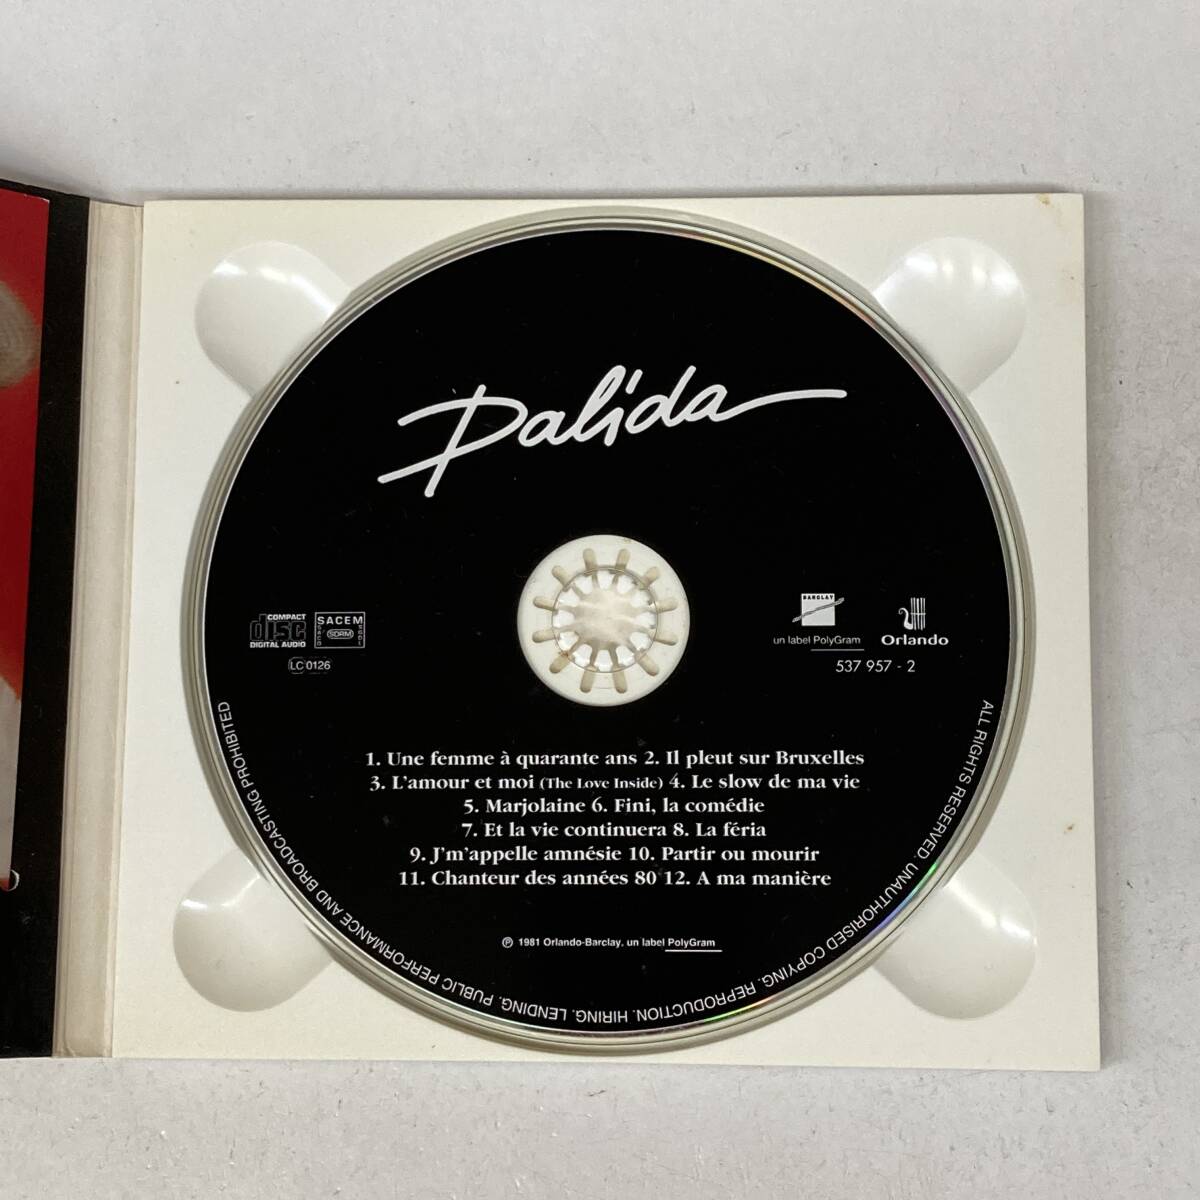 Dalida
COMPACT
disc
DIGITAL AUDIO
SACEM
SDRM
LC 0126
BARCLAY
un label PolyGram
Orlando
537 957 - 2
1. Une femme à quarante ans 2. Il pleut sur Bruxelles
3. L'amour et moi (The Love Inside) 4. Le slow de ma vie
5. Marjolaine 6. Fini, la comédie
7. Et la vie continuera 8. La féria
9. J'm'appelle amnésie 10. Partir ou mourir
11. Chanteur des années 80 12. A ma manière
℗ 1981 Orlando-Barclay, un label PolyGram
ALL RIGHTS RESERVED. UNAUTHORISED COPYING. REPRODUCTION. HIRING. LENDING. PUBLIC PERFORMANCE AND BROADCASTING PROHIBITED